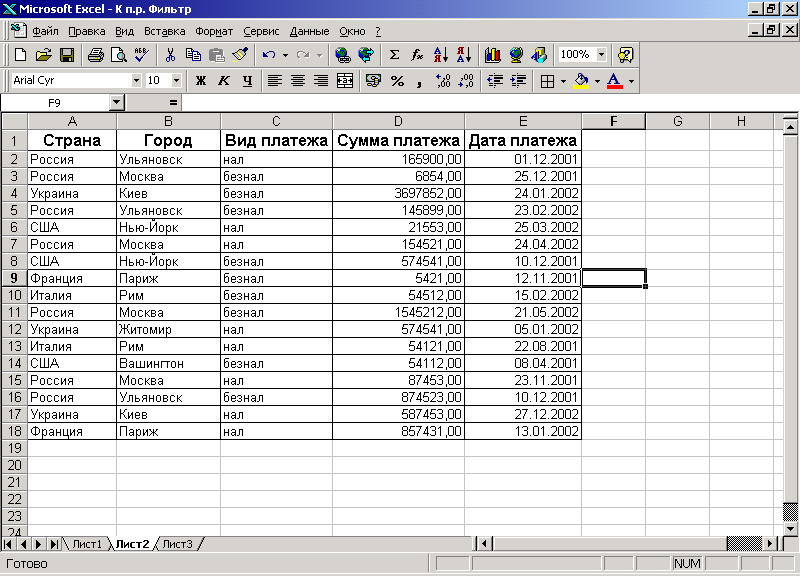 Microsoft Excel - К п.р. Фильтр
Файл Правка Вид Вставка Формат Сервис Данные Окно ?
100%
Arial Cyr 10 Ж К Ч
F9 =
A B C D E F G H
1 Страна Город Вид платежа Сумма платежа Дата платежа
2 Россия Ульяновск нал 165900,00 01.12.2001
3 Россия Москва безнал 6854,00 25.12.2001
4 Украина Киев безнал 3697852,00 24.01.2002
5 Россия Ульяновск безнал 145899,00 23.02.2002
6 США Нью-Йорк нал 21553,00 25.03.2002
7 Россия Москва нал 154521,00 24.04.2002
8 США Нью-Йорк безнал 574541,00 10.12.2001
9 Франция Париж безнал 5421,00 12.11.2001
10 Италия Рим безнал 54512,00 15.02.2002
11 Россия Москва безнал 1545212,00 21.05.2002
12 Украина Житомир нал 574541,00 05.01.2002
13 Италия Рим нал 54121,00 22.08.2001
14 США Вашингтон безнал 54112,00 08.04.2001
15 Россия Москва нал 87453,00 23.11.2001
16 Россия Ульяновск безнал 874523,00 10.12.2001
17 Украина Киев нал 587453,00 27.12.2002
18 Франция Париж нал 857431,00 13.01.2002
19
20
21
22
23
24
Лист1 Лист2 Лист3
Готово NUM